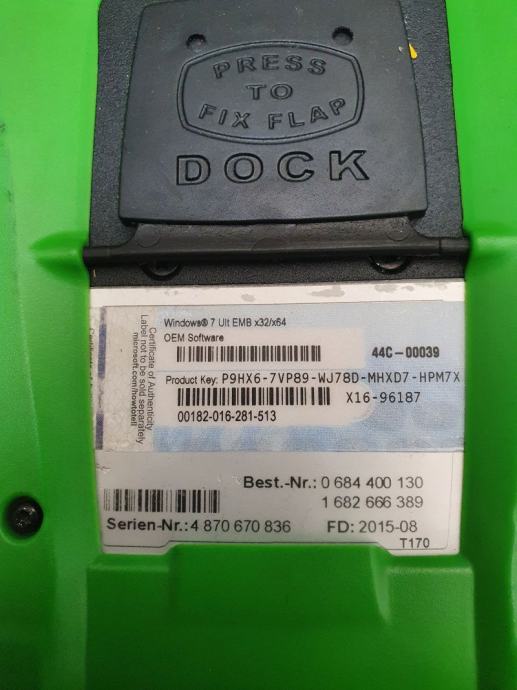 PRESS
TO
FIX FLAP
DOCK
Certificate of Authenticity
Label not to be sold separately
microsoft.com/howtotell
Windows® 7 Ult EMB x32/x64
OEM Software
44C-00039
Product Key: P9HX6-7VP89-WJ78D-MHXD7-HPM7X
X16-96187
00182-016-281-513
Best.-Nr.: 0 684 400 130
1 682 666 389
Serien-Nr.: 4 870 670 836 FD: 2015-08
T170